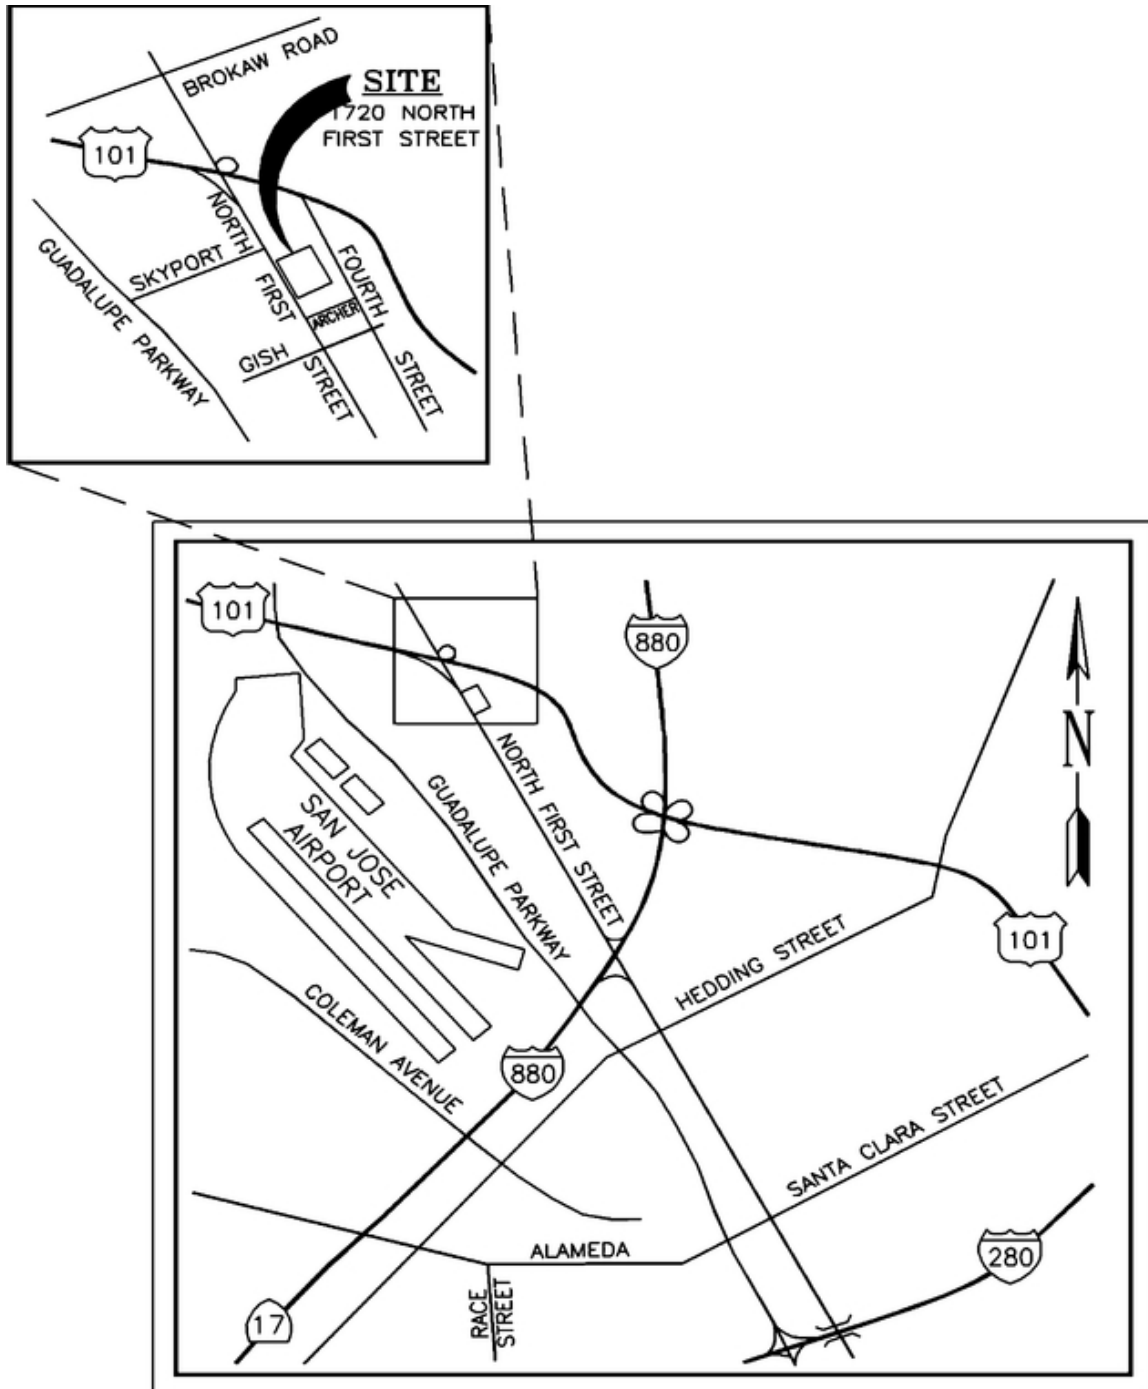 BROKAW ROAD
SITE
1720 NORTH
FIRST STREET
101
NORTH
FIRST
STREET
FOURTH
STREET
SKYPORT
GUADALUPE PARKWAY
ARCHER
GISH
101
880
N
NORTH FIRST STREET
GUADALUPE PARKWAY
SAN JOSE
AIRPORT
HEDDING STREET
101
COLEMAN AVENUE
880
SANTA CLARA STREET
ALAMEDA
280
RACE
STREET
17